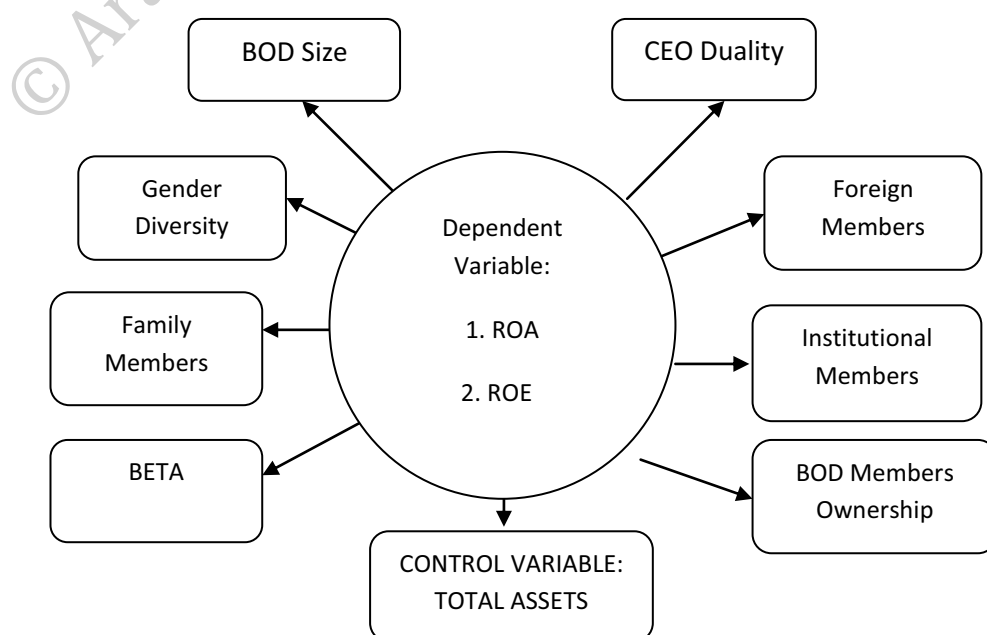 © Ara
BOD Size
CEO Duality
Gender
Diversity
Foreign
Members
Dependent
Variable:
1. ROA
2. ROE
Family
Members
Institutional
Members
BETA
BOD Members
Ownership
CONTROL VARIABLE:
TOTAL ASSETS